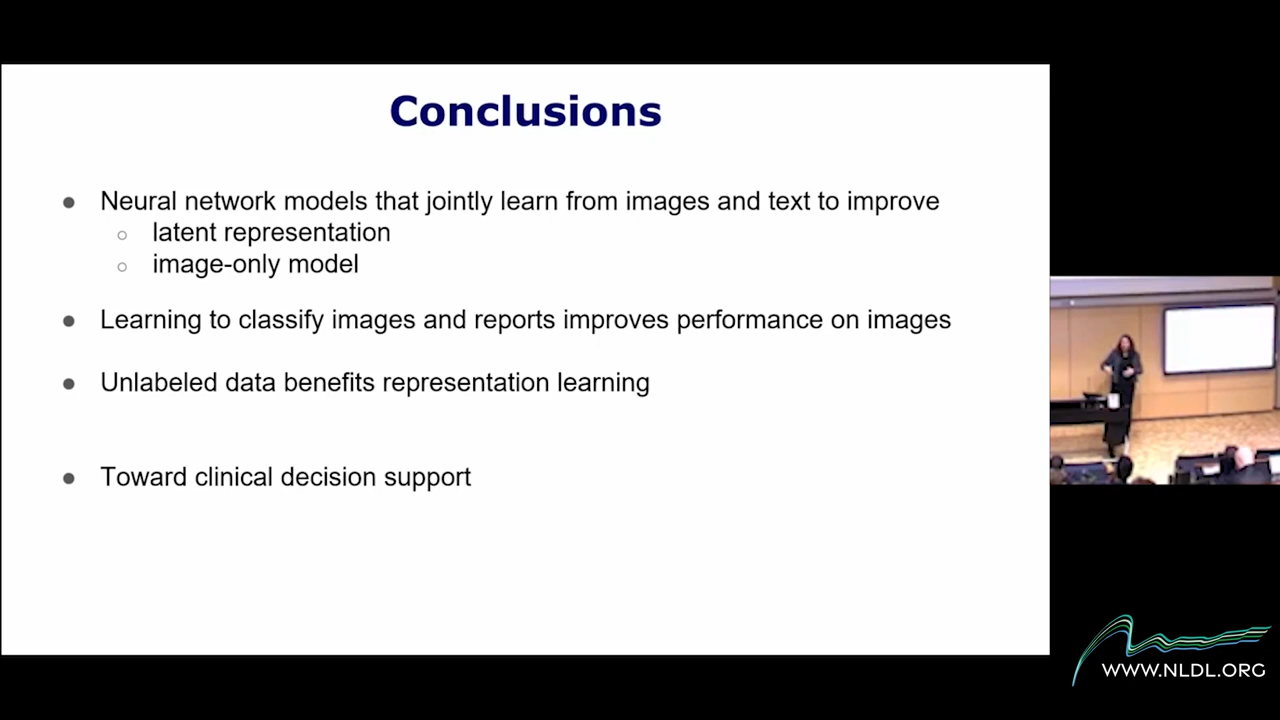 Conclusions
● Neural network models that jointly learn from images and text to improve
○ latent representation
○ image-only model
● Learning to classify images and reports improves performance on images
● Unlabeled data benefits representation learning
● Toward clinical decision support
WWW.NLDL.ORG